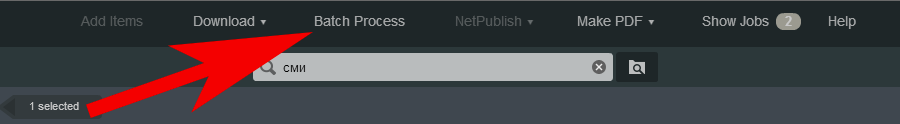 Add Items Download Batch Process NetPublish Make PDF Show Jobs 2 Help
сми
1 selected